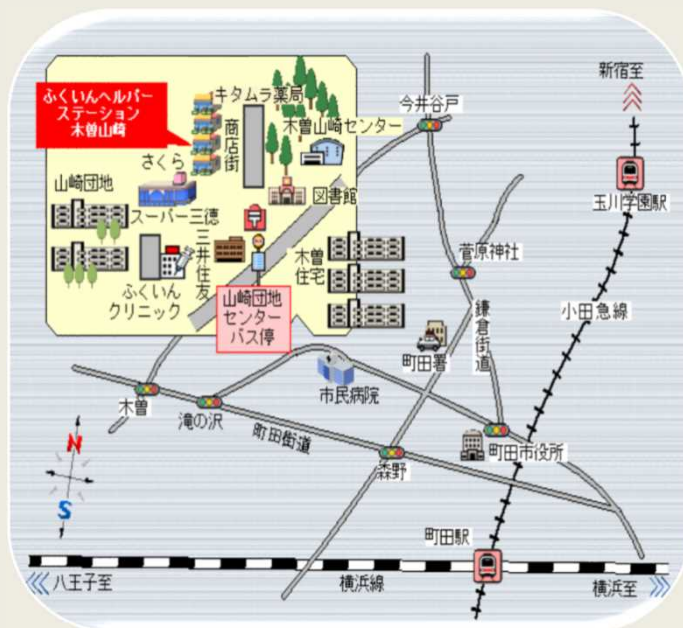 新宿至
ふくいんヘルパー
ステーション
木曽山崎
キタムラ薬局
商店街
木曽山崎センター
今井谷戸
さくら
山崎団地
図書館
玉川学園駅
スーパー三徳
三井住友
木曽
住宅
菅原神社
ふくいん
クリニック
山崎団地
センター
バス停
小田急線
鎌倉街道
町田署
市民病院
木曽
滝の沢
町田街道
町田市役所
森野
N
S
町田駅
八王子至
横浜線
横浜至